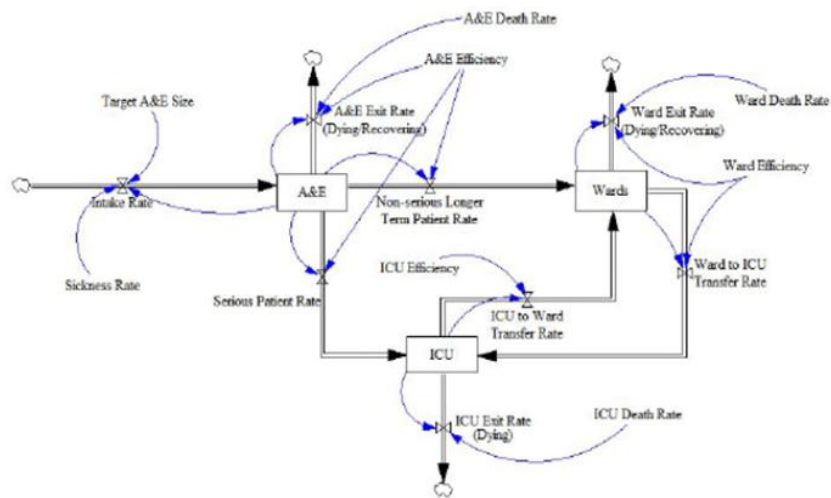 A&E Death Rate
A&E Efficiency
Target A&E Size
A&E Exit Rate
(Dying/Recovering)
Ward Exit Rate
(Dying/Recovering)
Ward Death Rate
Ward Efficiency
A&E
Wards
Intake Rate
Non-serious Longer
Term Patient Rate
ICU Efficiency
Ward to ICU
Transfer Rate
Sickness Rate
Serious Patient Rate
ICU to Ward
Transfer Rate
ICU
ICU Exit Rate
(Dying)
ICU Death Rate